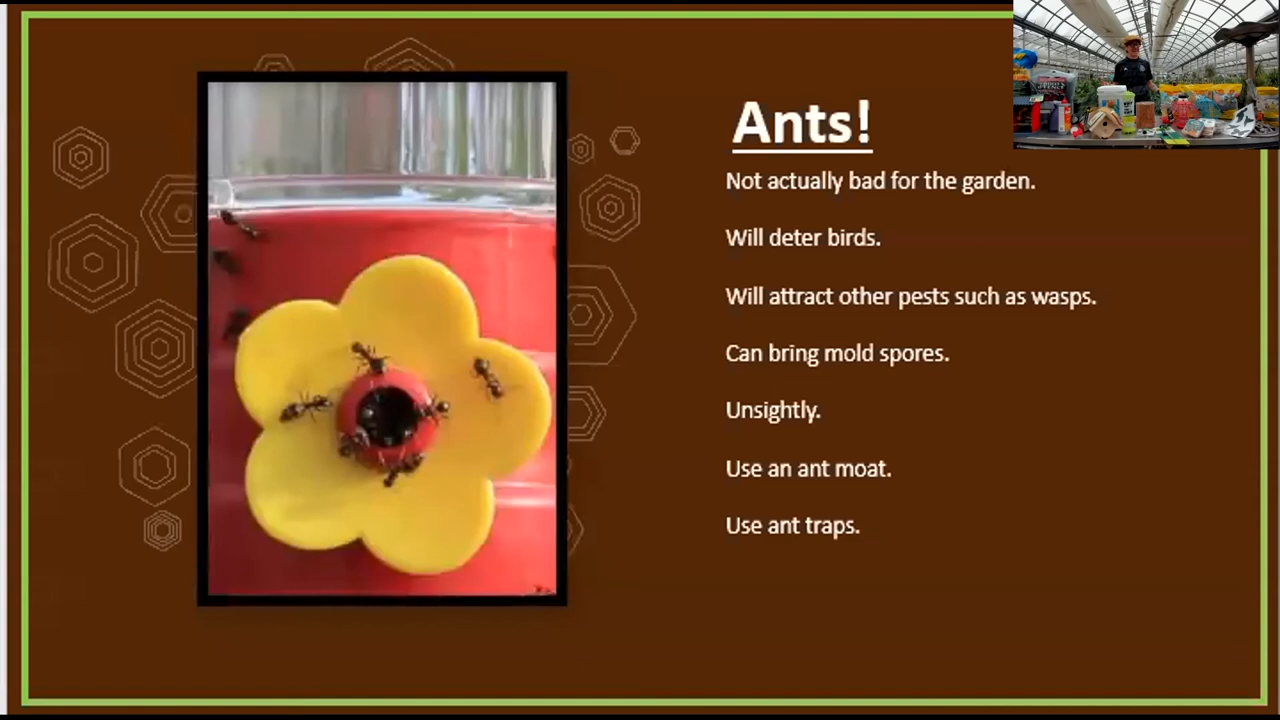 Ants!
Not actually bad for the garden.
Will deter birds.
Will attract other pests such as wasps.
Can bring mold spores.
Unsightly.
Use an ant moat.
Use ant traps.